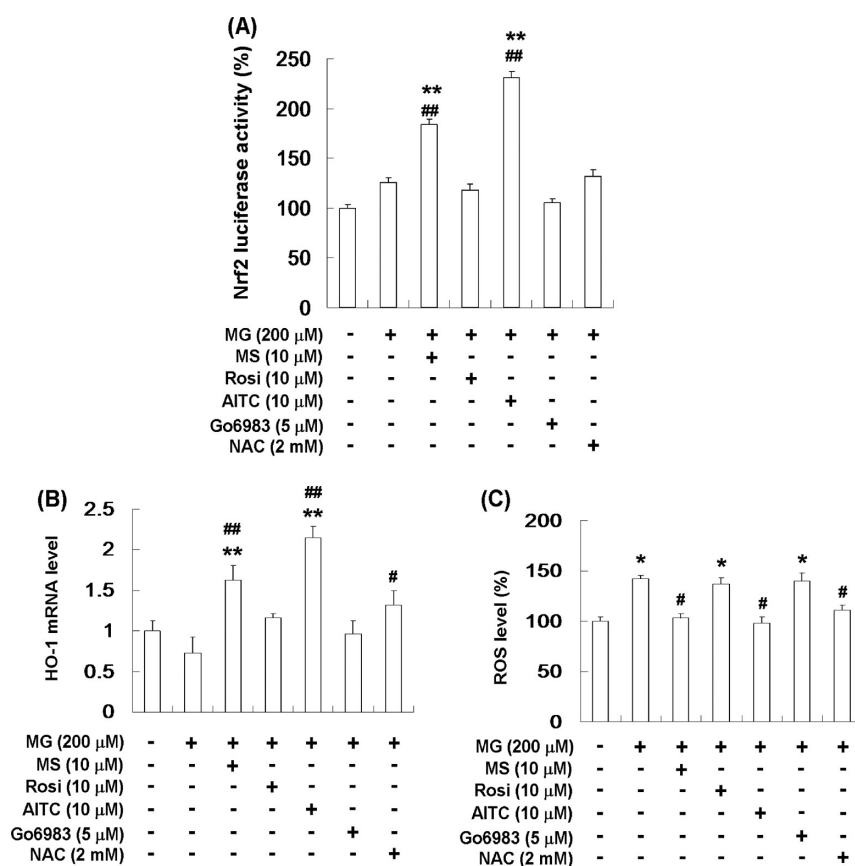 (A)
Nrf2 luciferase activity (%)
250
200
150
100
50
0
** ##
** ##
MG (200 μM) - + + + + + +
MS (10 μM) - - + - - - -
Rosi (10 μM) - - - + - - -
AITC (10 μM) - - - - + - -
Go6983 (5 μM) - - - - - + -
NAC (2 mM) - - - - - - +
(B)
HO-1 mRNA level
2.5
2
1.5
1
0.5
0
## **
## **
#
MG (200 μM) - + + + + + +
MS (10 μM) - - + - - - -
Rosi (10 μM) - - - + - - -
AITC (10 μM) - - - - + - -
Go6983 (5 μM) - - - - - + -
NAC (2 mM) - - - - - - +
(C)
ROS level (%)
200
150
100
50
0
* # * # * #
MG (200 μM) - + + + + + +
MS (10 μM) - - + - - - -
Rosi (10 μM) - - - + - - -
AITC (10 μM) - - - - + - -
Go6983 (5 μM) - - - - - + -
NAC (2 mM) - - - - - - +